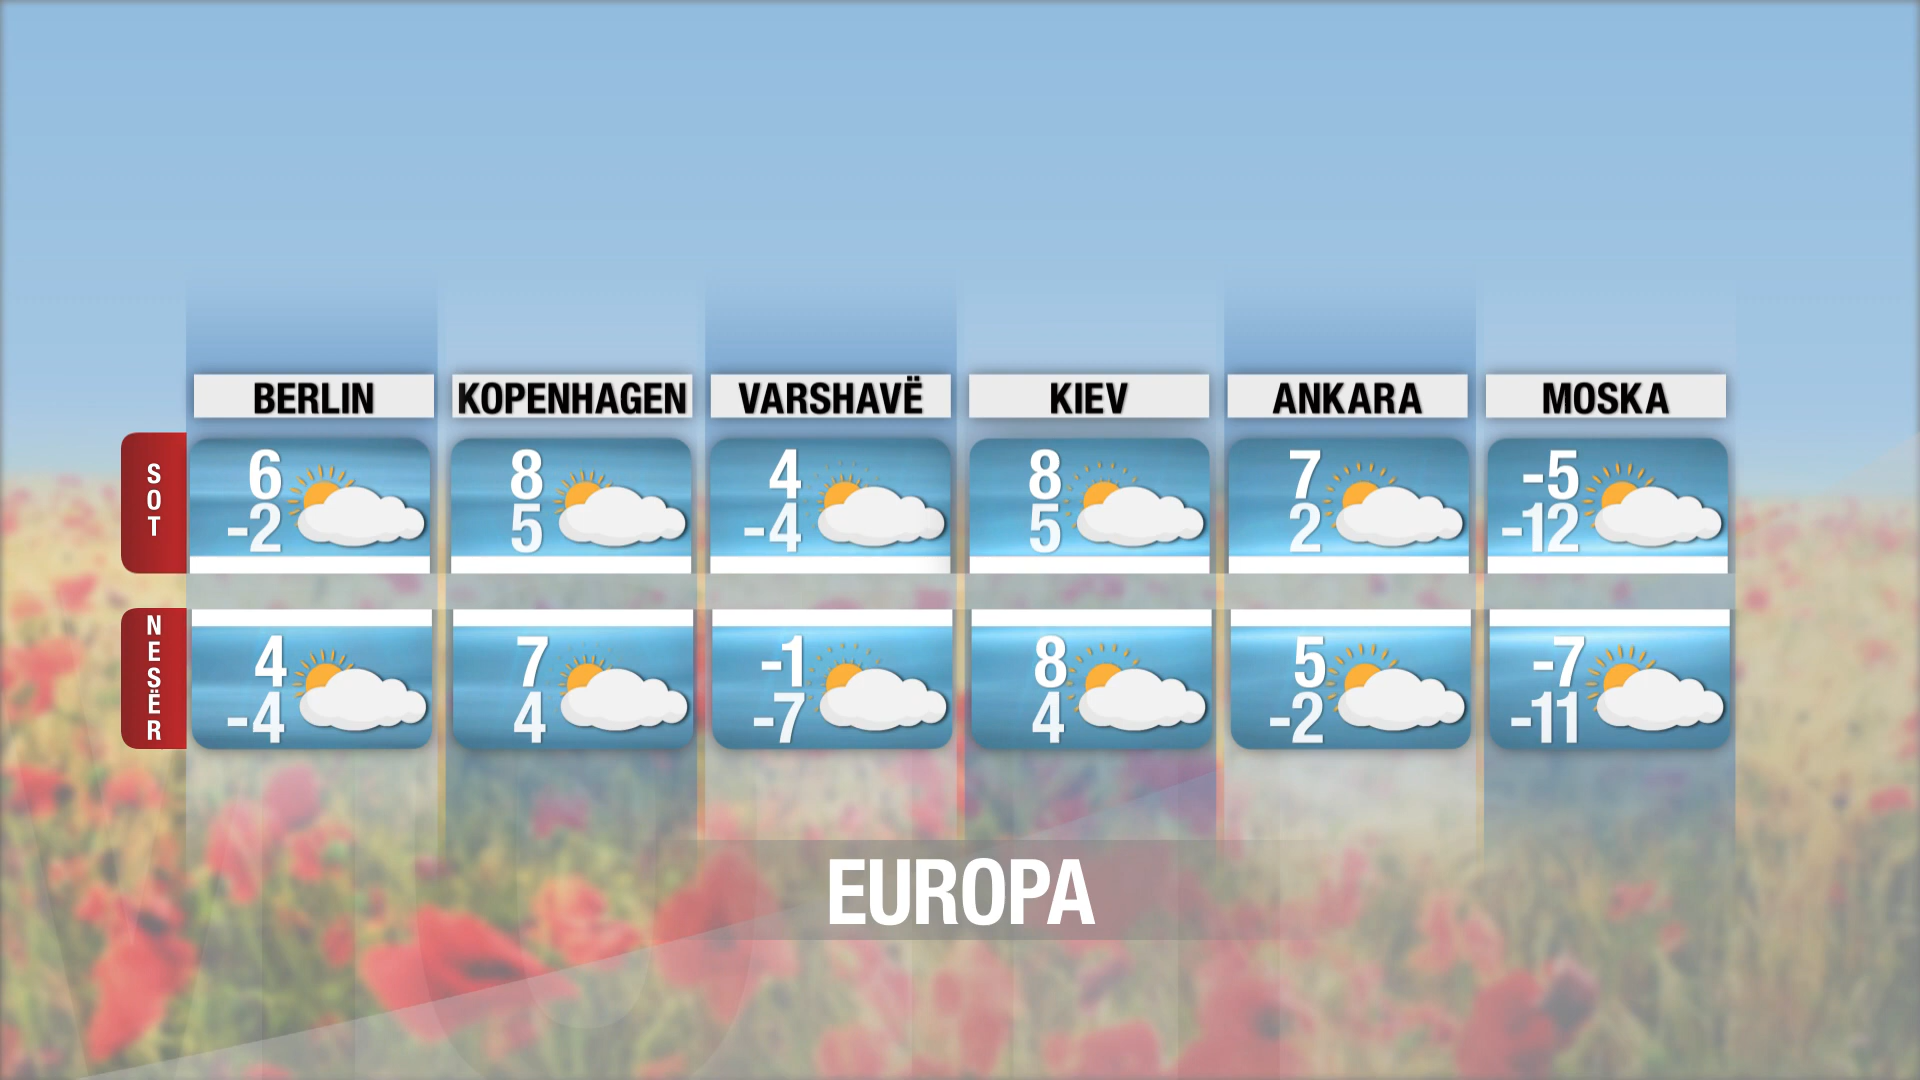 BERLIN KOPENHAGEN VARSHAVË KIEV ANKARA MOSKA
SOT
6 8 4 8 7 -5
-2 5 -4 5 2 -12
NESËR
4 7 -1 8 5 -7
-4 4 -7 4 -2 -11
EUROPA